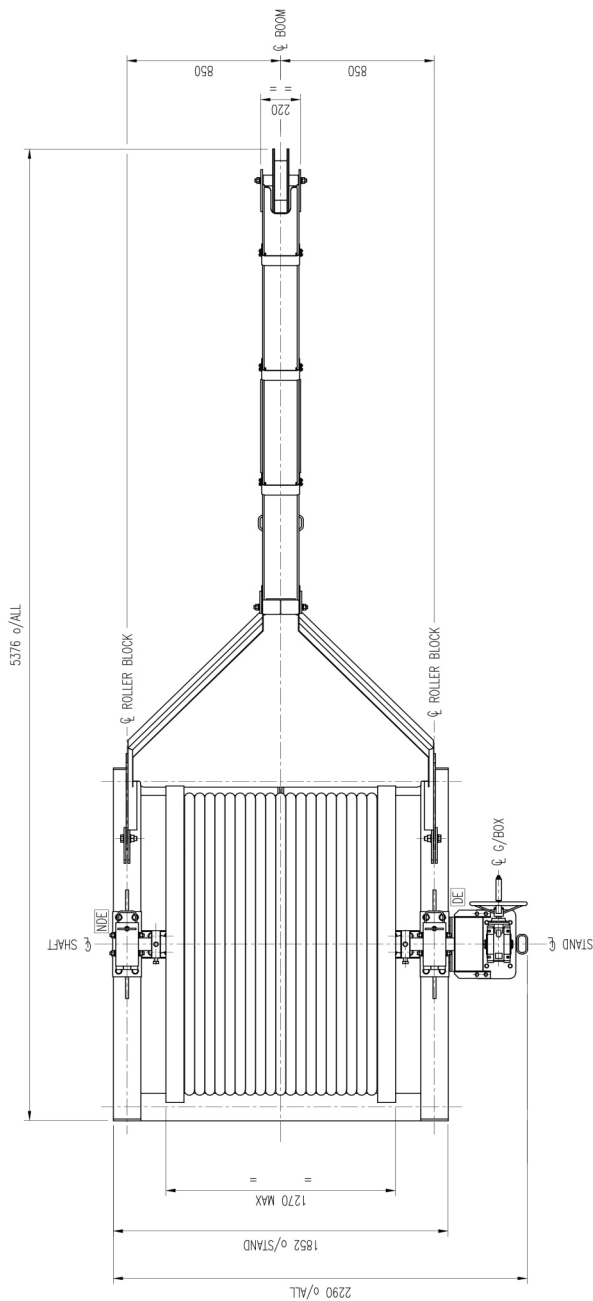 ℄ BOOM
850
850
= =
220
5376 o/ALL
℄ ROLLER BLOCK
℄ ROLLER BLOCK
℄ G/BOX
NDE
DE
℄ SHAFT
STAND ℄
= =
1270 MAX
1852 o/STAND
2290 o/ALL